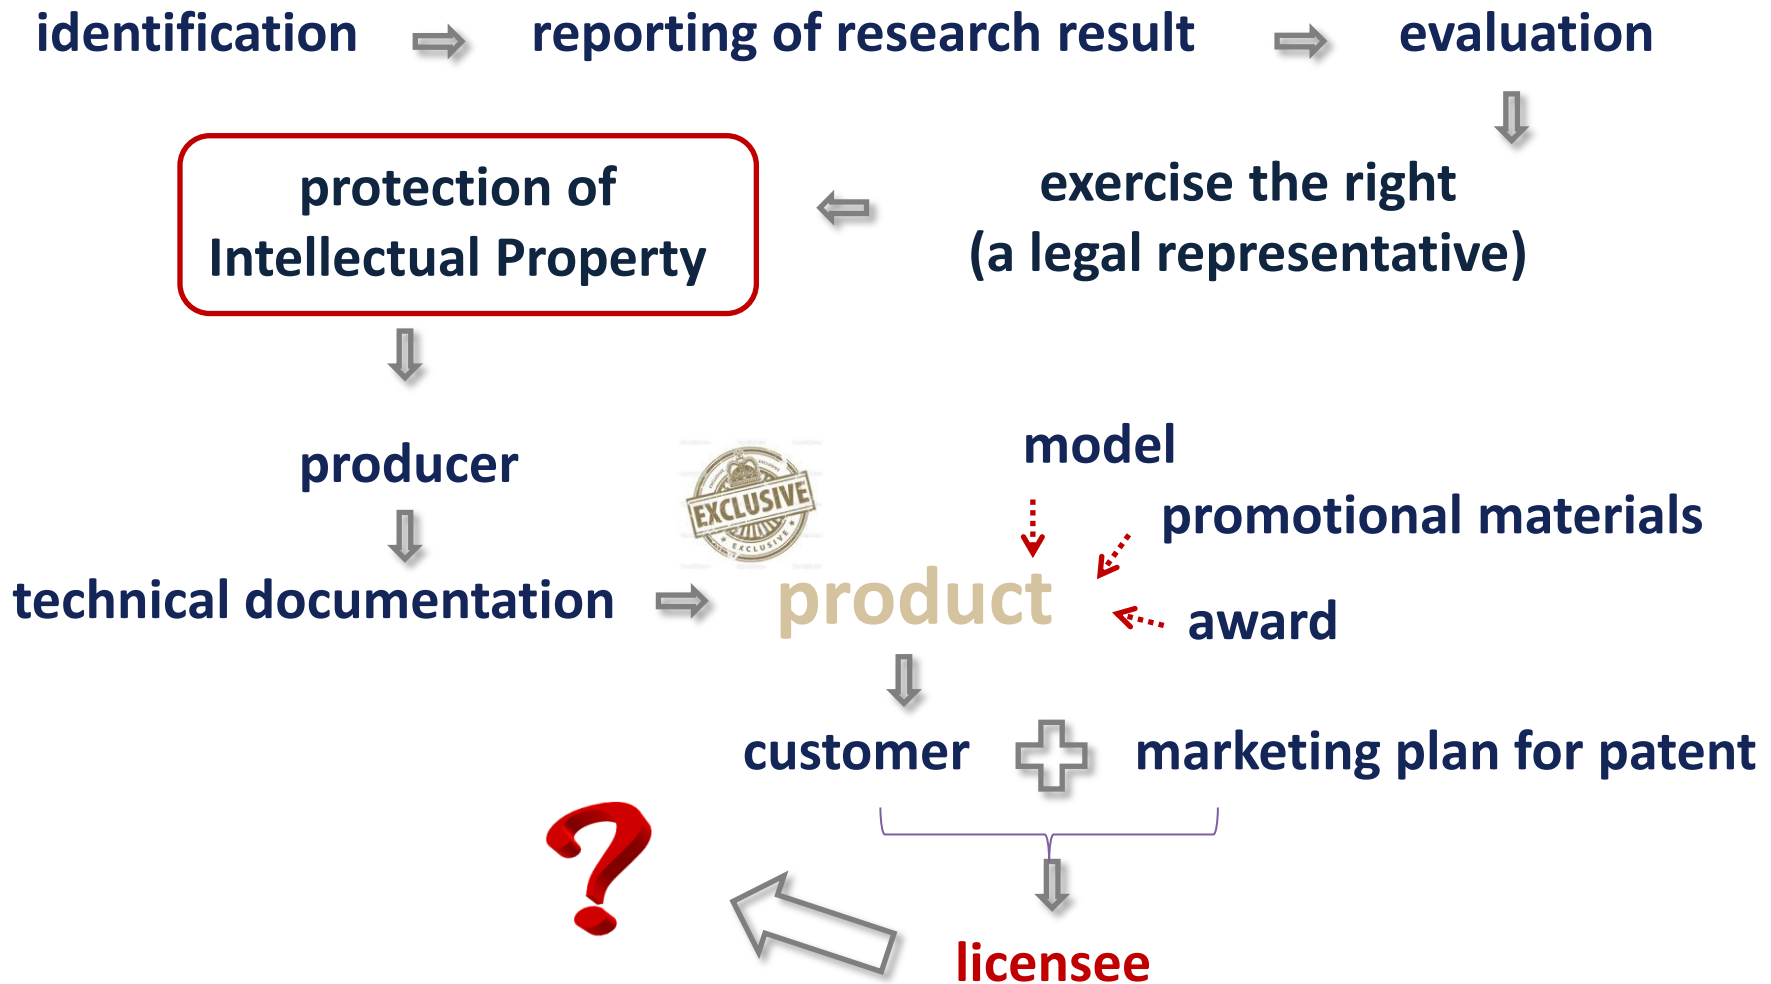 identification
reporting of research result
evaluation
protection of
Intellectual Property
exercise the right
(a legal representative)
producer
EXCLUSIVE
EXCLUSIVE
model
promotional materials
technical documentation
product
award
customer
marketing plan for patent
?
licensee